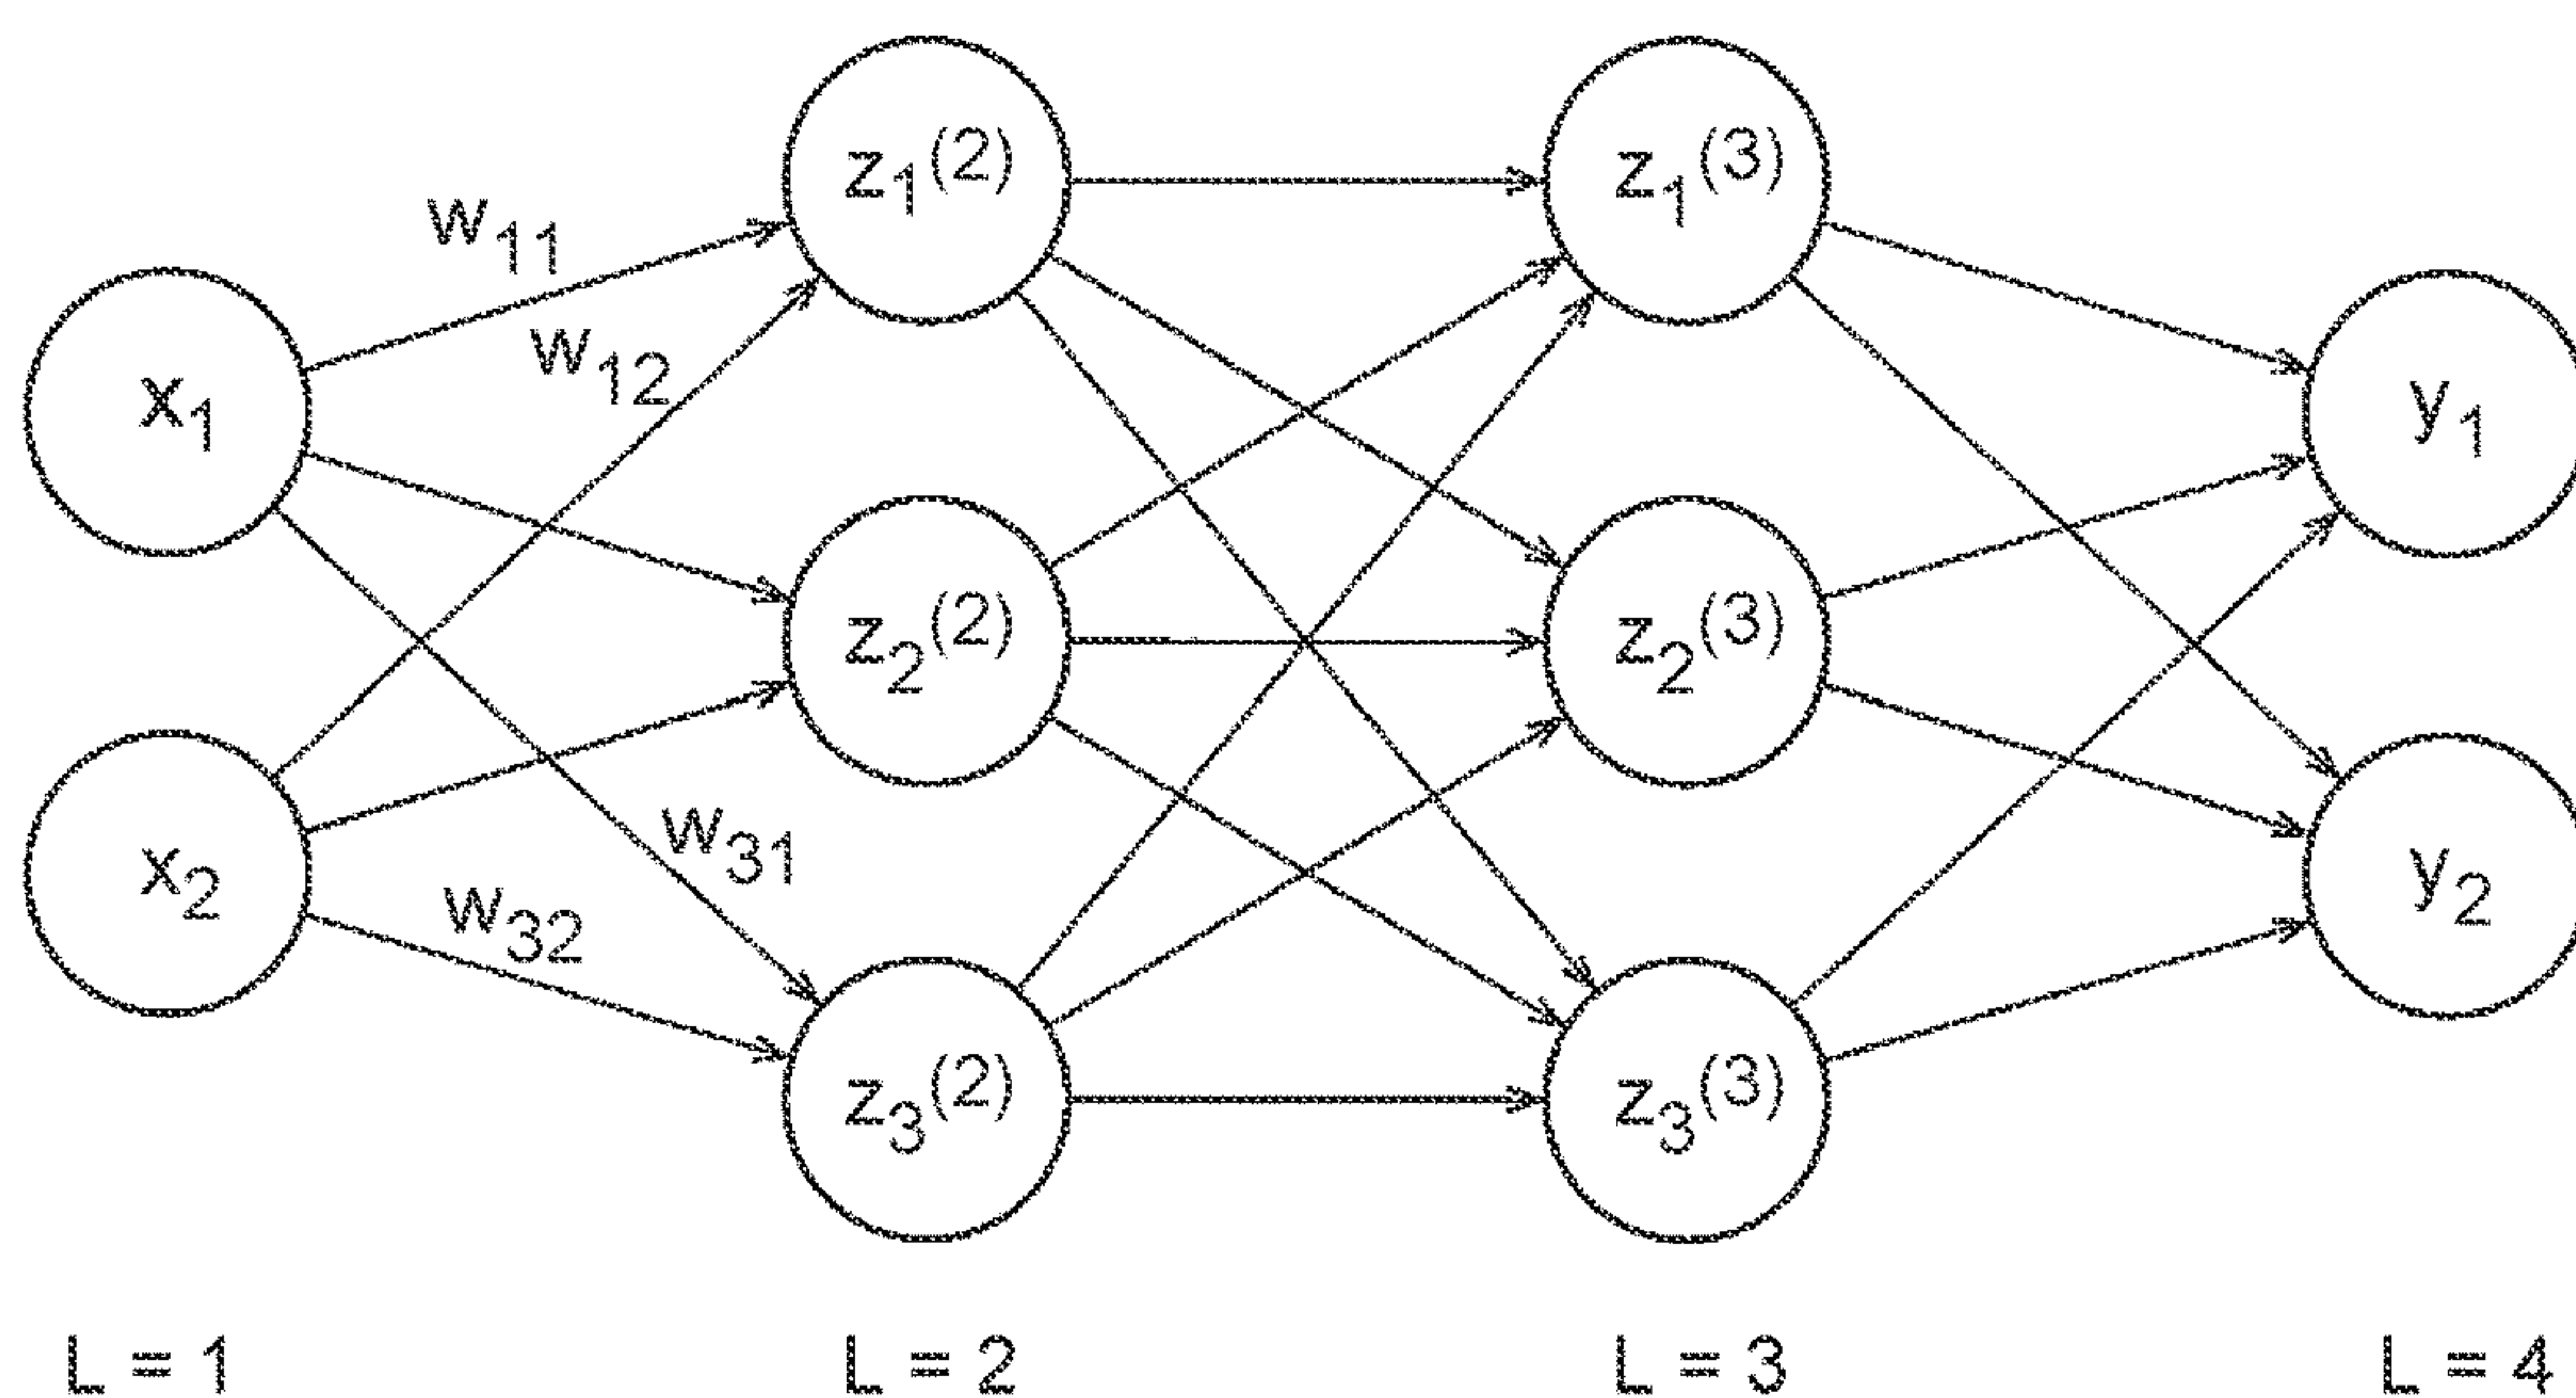 z₁⁽²⁾ z₁⁽³⁾
w₁₁
w₁₂
x₁ y₁
z₂⁽²⁾ z₂⁽³⁾
w₃₁
x₂ y₂
w₃₂
z₃⁽²⁾ z₃⁽³⁾
L = 1 L = 2 L = 3 L = 4